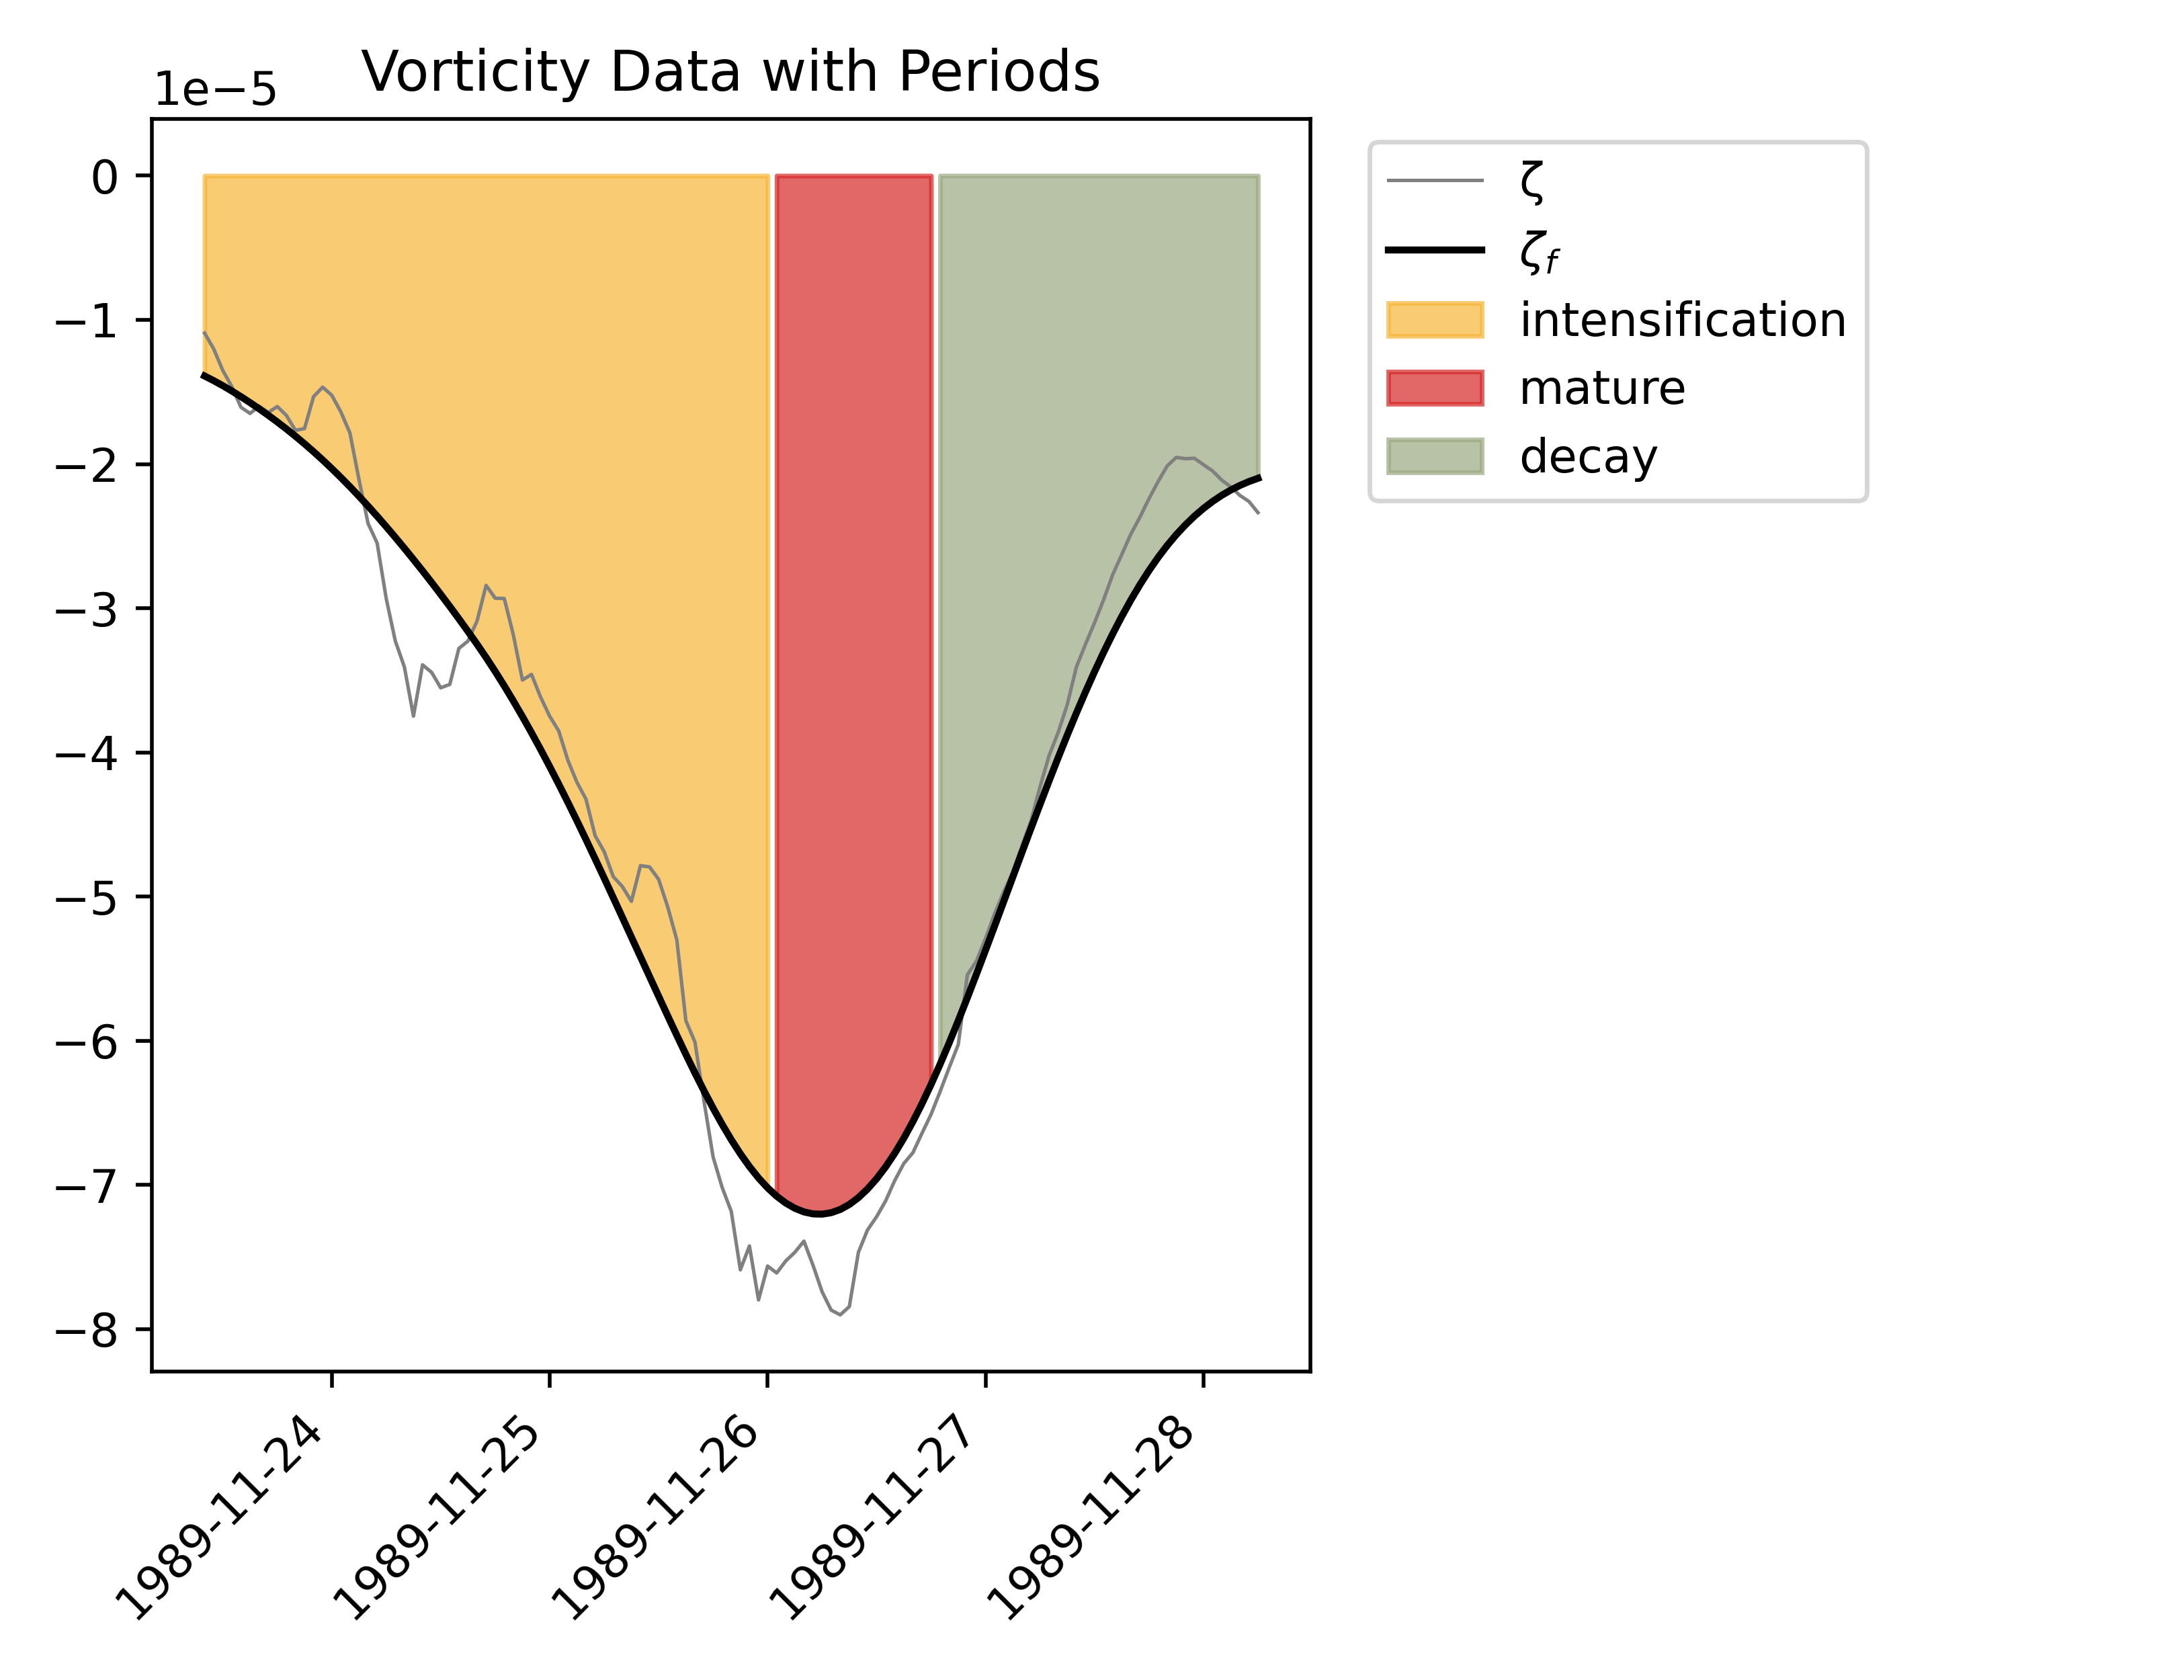 Vorticity Data with Periods
1e−5
0
−1
−2
−3
−4
−5
−6
−7
−8
1989-11-24
1989-11-25
1989-11-26
1989-11-27
1989-11-28
ζ
ζf
intensification
mature
decay